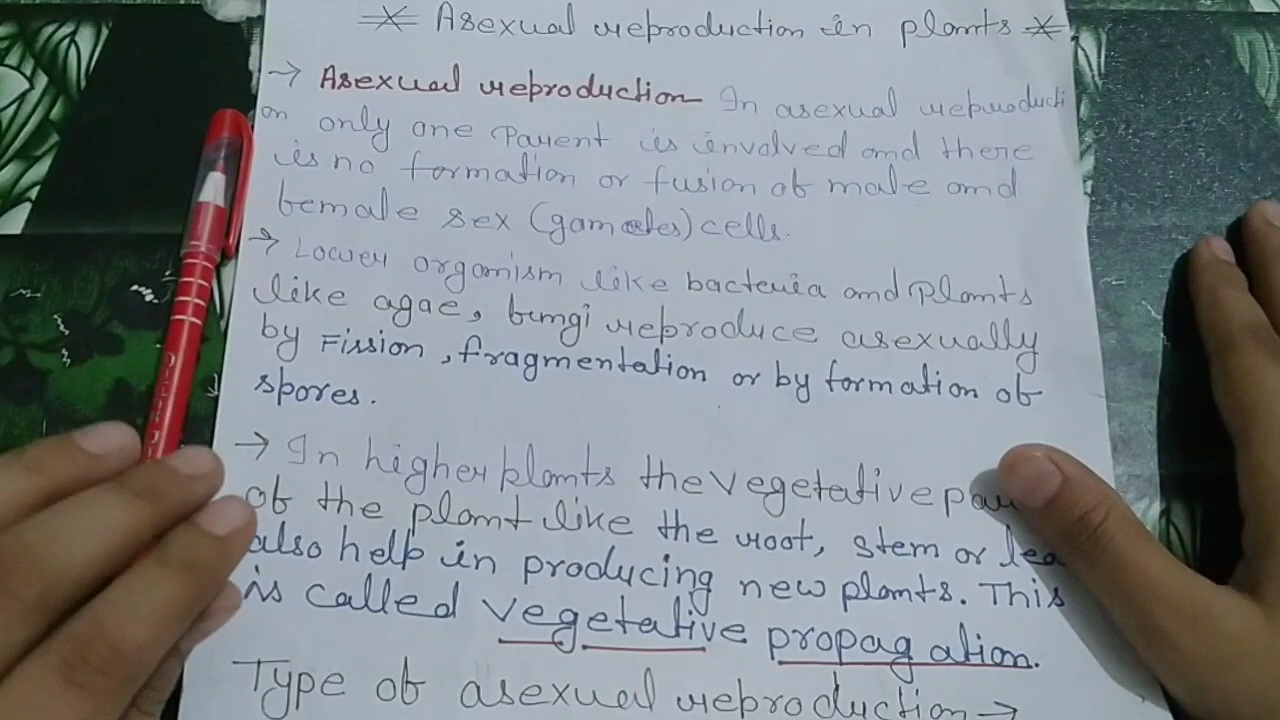 * Asexual reproduction in plants *
→ Asexual reproduction In asexual reproducti
on only one Parent is involved and there
is no formation or fusion of male and
female sex (gametes) cells.
→ Lower organism like bacteria and Plants
like agae, fungi reproduce asexually
by Fission, fragmentation or by formation of
spores.
→ In higher plants the vegetative pa
of the plant like the root, stem or lea
also help in producing new plants. This
is called vegetative propagation.
Type of asexual reproduction →